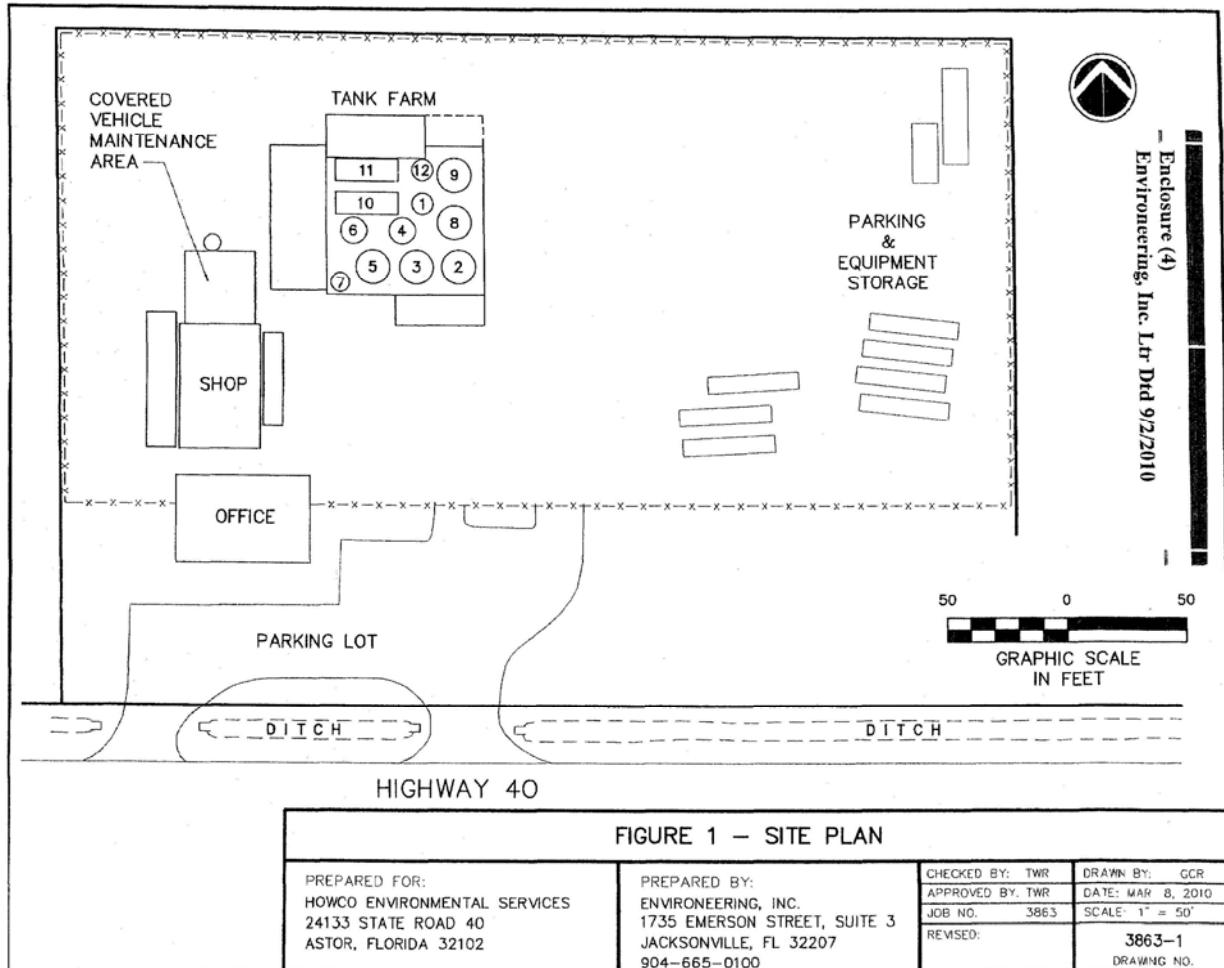 COVERED
VEHICLE
MAINTENANCE
AREA
TANK FARM
11
12
9
10
1
8
6
4
5
3
2
7
SHOP
OFFICE
PARKING
&
EQUIPMENT
STORAGE
Enclosure (4)
Environeering, Inc. Ltr Dtd 9/2/2010
50 0 50
GRAPHIC SCALE
IN FEET
PARKING LOT
DITCH
DITCH
HIGHWAY 40
FIGURE 1 – SITE PLAN
PREPARED FOR:
HOWCO ENVIRONMENTAL SERVICES
24133 STATE ROAD 40
ASTOR, FLORIDA 32102
PREPARED BY:
ENVIRONEERING, INC.
1735 EMERSON STREET, SUITE 3
JACKSONVILLE, FL 32207
904-665-0100
CHECKED BY: TWR
APPROVED BY. TWR
JOB NO. 3863
REVISED:
DRAWN BY: GCR
DATE: MAR 8, 2010
SCALE: 1" = 50'
3863-1
DRAWING NO.